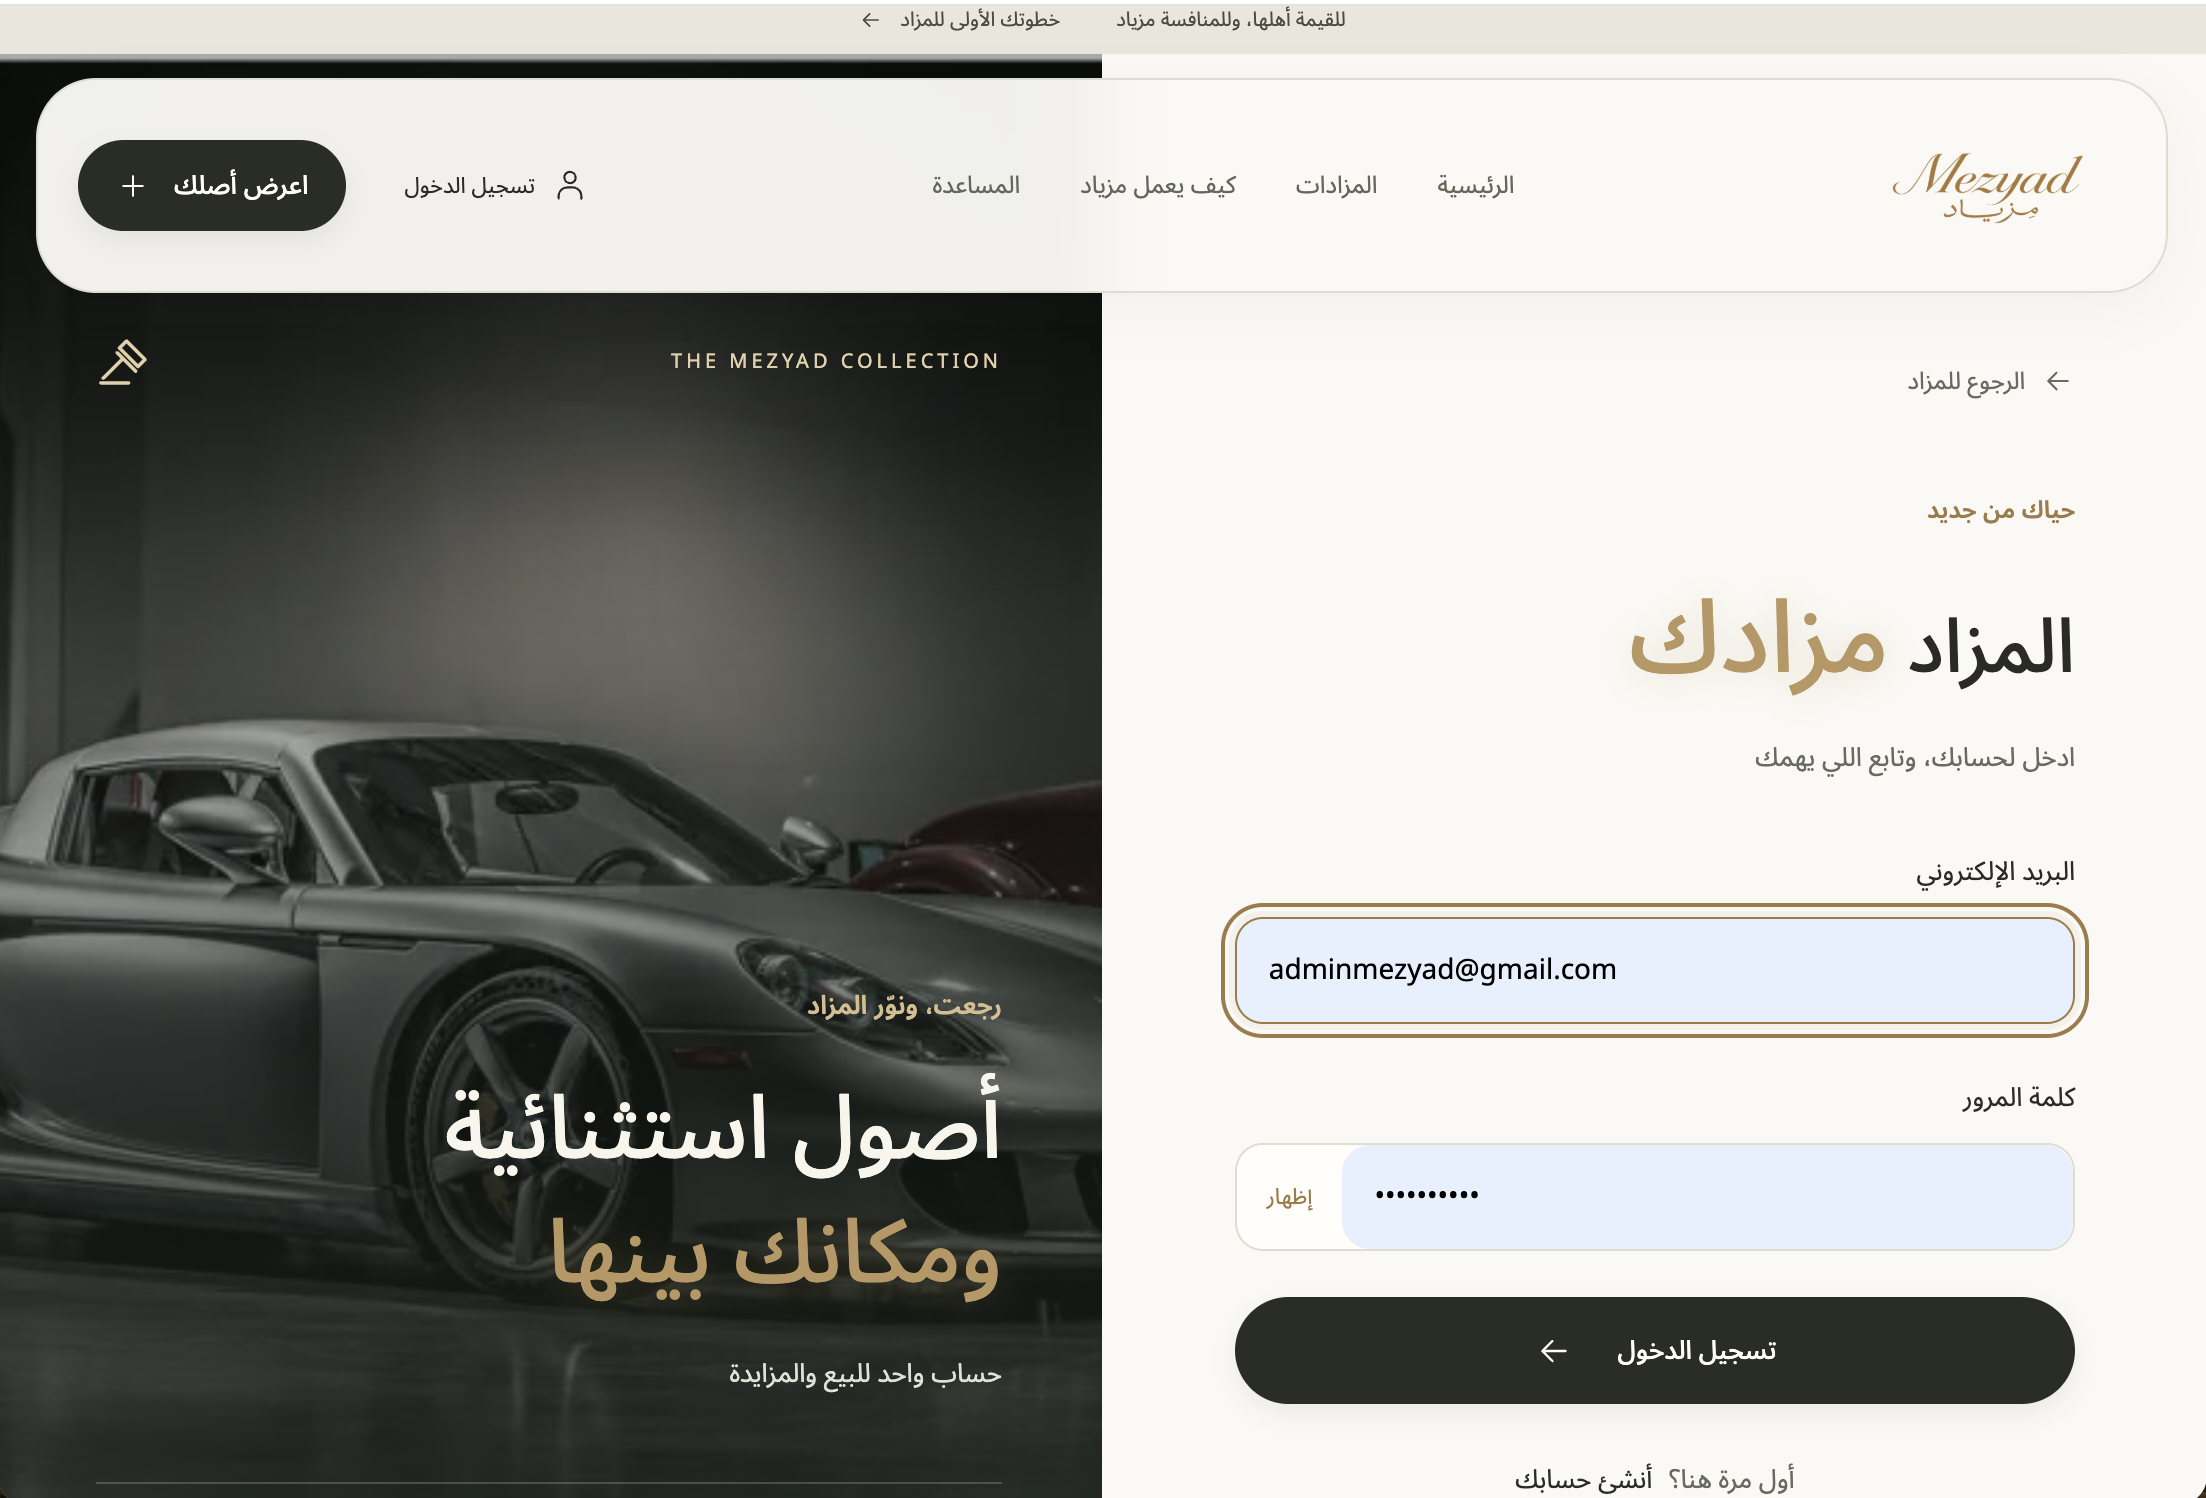 للقيمة أهلها، وللمنافسة مزياد
خطوتك الأولى للمزاد
Mezyad
مزياد
الرئيسية
المزادات
كيف يعمل مزياد
المساعدة
تسجيل الدخول
اعرض أصلك
الرجوع للمزاد
حياك من جديد
المزاد مزادك
ادخل لحسابك، وتابع اللي يهمك
البريد الإلكتروني
adminmezyad@gmail.com
كلمة المرور
••••••••••
إظهار
تسجيل الدخول
أول مرة هنا؟ أنشئ حسابك
THE MEZYAD COLLECTION
رجعت، ونوّر المزاد
أصول استثنائية
ومكانك بينها
حساب واحد للبيع والمزايدة